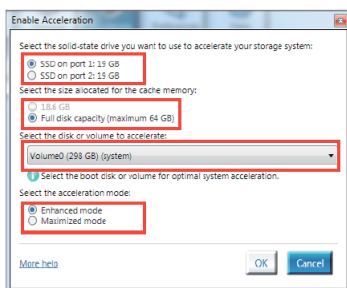 Enable Acceleration
Select the solid-state drive you want to use to accelerate your storage system:
SSD on port 1: 19 GB
SSD on port 2: 19 GB
Select the size allocated for the cache memory:
18.6 GB
Full disk capacity (maximum 64 GB)
Select the disk or volume to accelerate:
Volume0 (298 GB) (system)
Select the boot disk or volume for optimal system acceleration.
Select the acceleration mode:
Enhanced mode
Maximized mode
More help
OK
Cancel